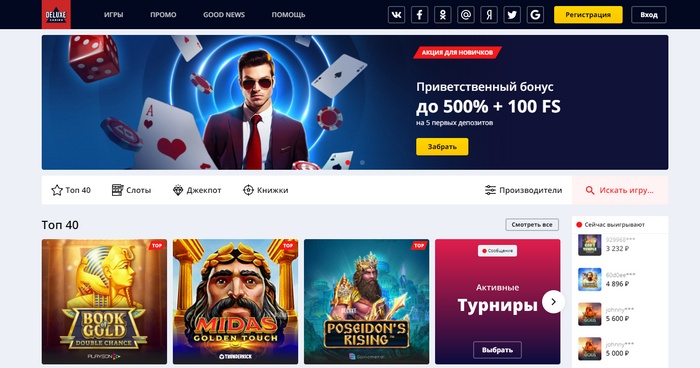 DELUXE
CASINO
ИГРЫ
ПРОМО
GOOD NEWS
ПОМОЩЬ
Регистрация
Вход
АКЦИЯ ДЛЯ НОВИЧКОВ
Приветственный бонус
до 500% + 100 FS
на 5 первых депозитов
Забрать
Топ 40
Слоты
Джекпот
Книжки
Производители
Искать игру...
Топ 40
Смотреть все
Сейчас выигрывают
929968***
3 232 ₽
60d0ee***
4 896 ₽
johnny***
5 600 ₽
johnny***
5 000 ₽
TOP
BOOK
OF
GOLD
DOUBLE CHANCE
PLAYSON
TOP
MIDAS
GOLDEN TOUCH
THUNDERKICK
TOP
POSEIDON'S
RISING
Сообщение
Активные
Турниры
Выбрать